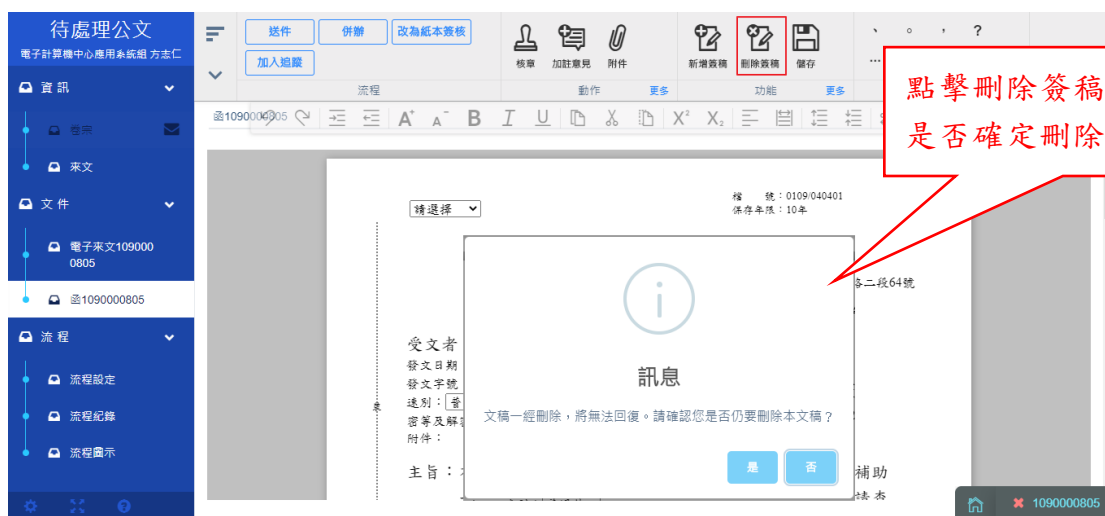 待處理公文
電子計算機中心應用系統組 方志仁
資訊
卷宗
來文
文件
電子來文109000
0805
函1090000805
流程
流程設定
流程紀錄
流程圖示
送件
併辦
改為紙本簽核
加入追蹤
流程
核章
加註意見
附件
動作
更多
新增簽稿
刪除簽稿
儲存
功能
更多
、 。 , ?
…
點擊刪除簽稿
是否確定刪除
函1090000805
A+ A- B I U X² X₂
請選擇
檔 號:0109/040401
保存年限:10年
路二段64號
受文者
發文日期
發文字號
速別:普
密等及解
附件:
主旨:
補助
訊息
文稿一經刪除,將無法回復。請確認您是否仍要刪除本文稿?
是
否
1090000805